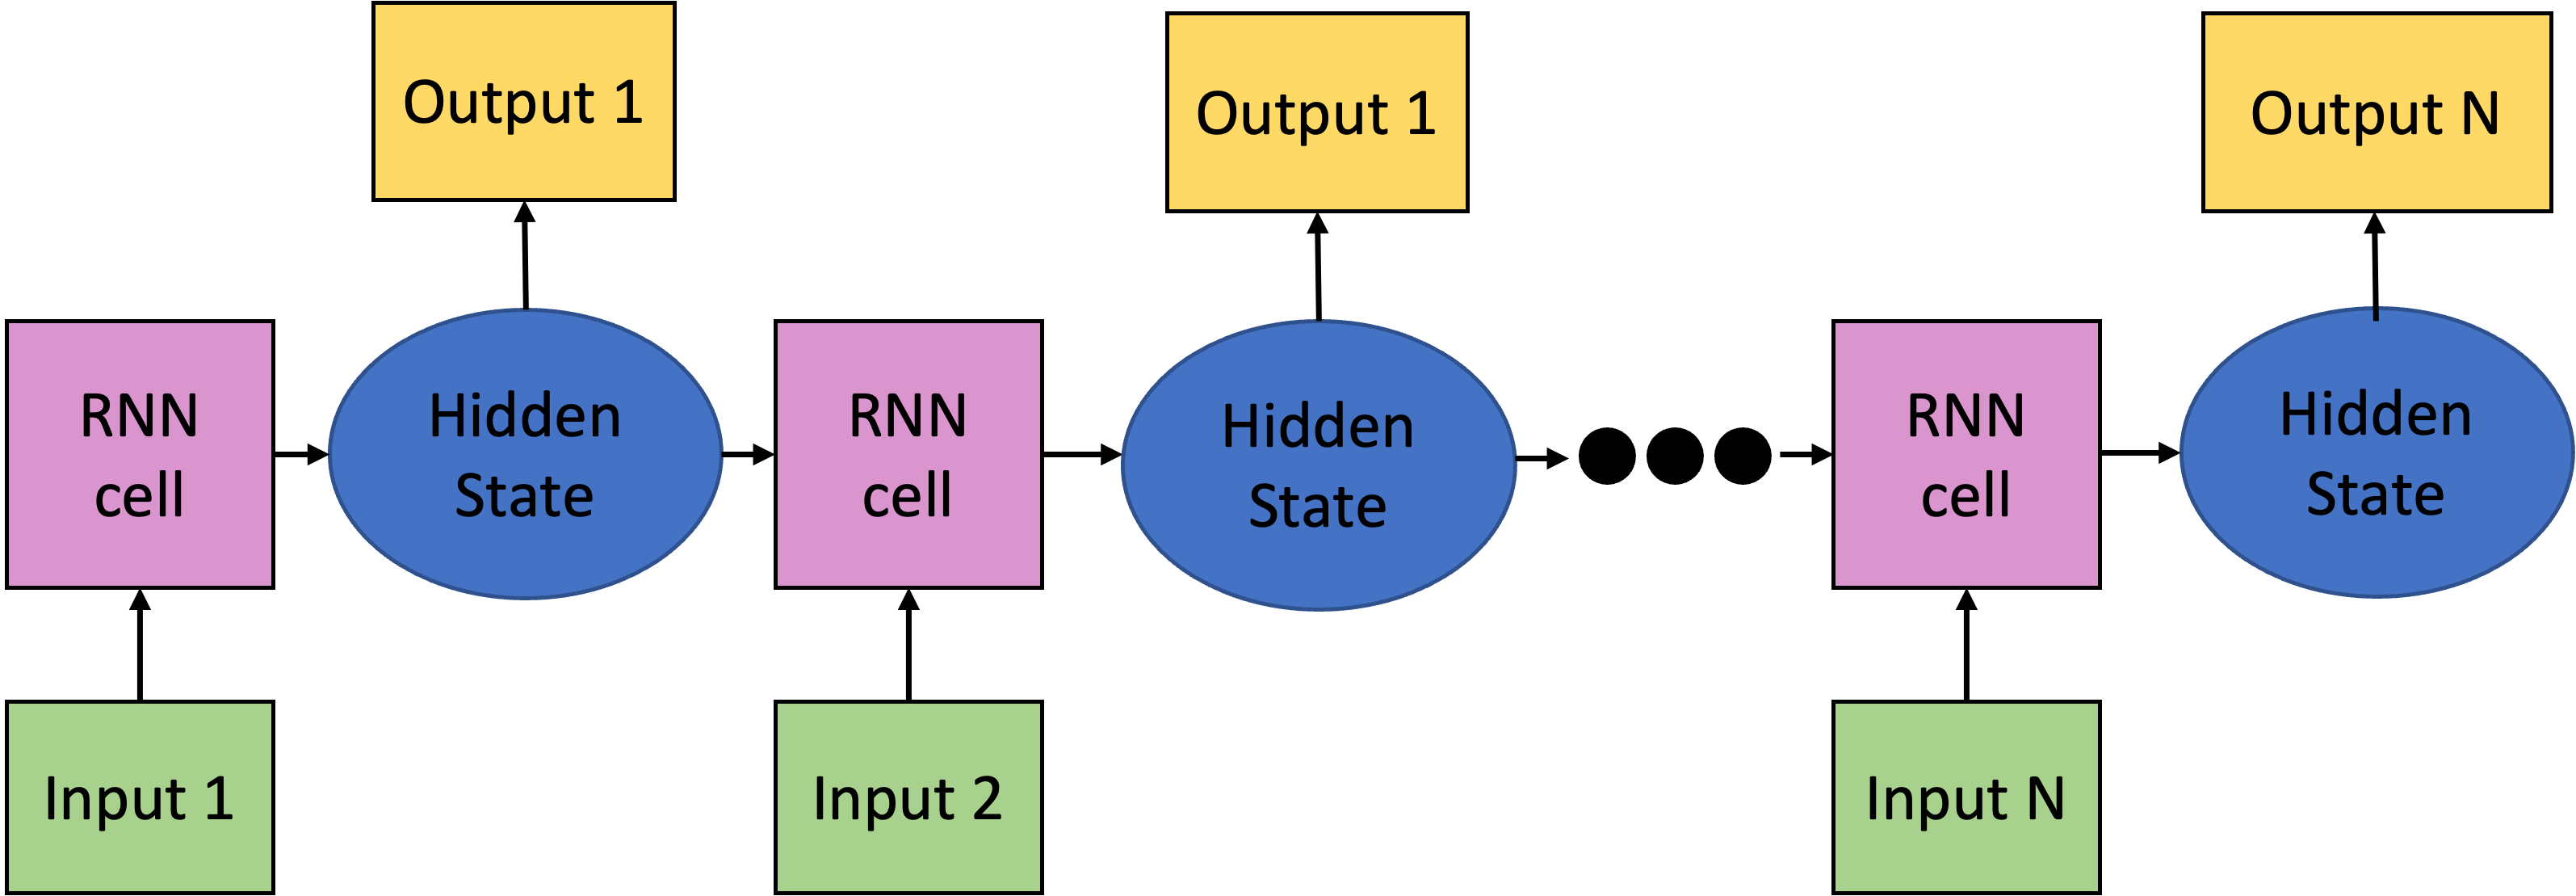 Output 1
Output 1
Output N
RNN
cell
Hidden
State
RNN
cell
Hidden
State
RNN
cell
Hidden
State
Input 1
Input 2
Input N